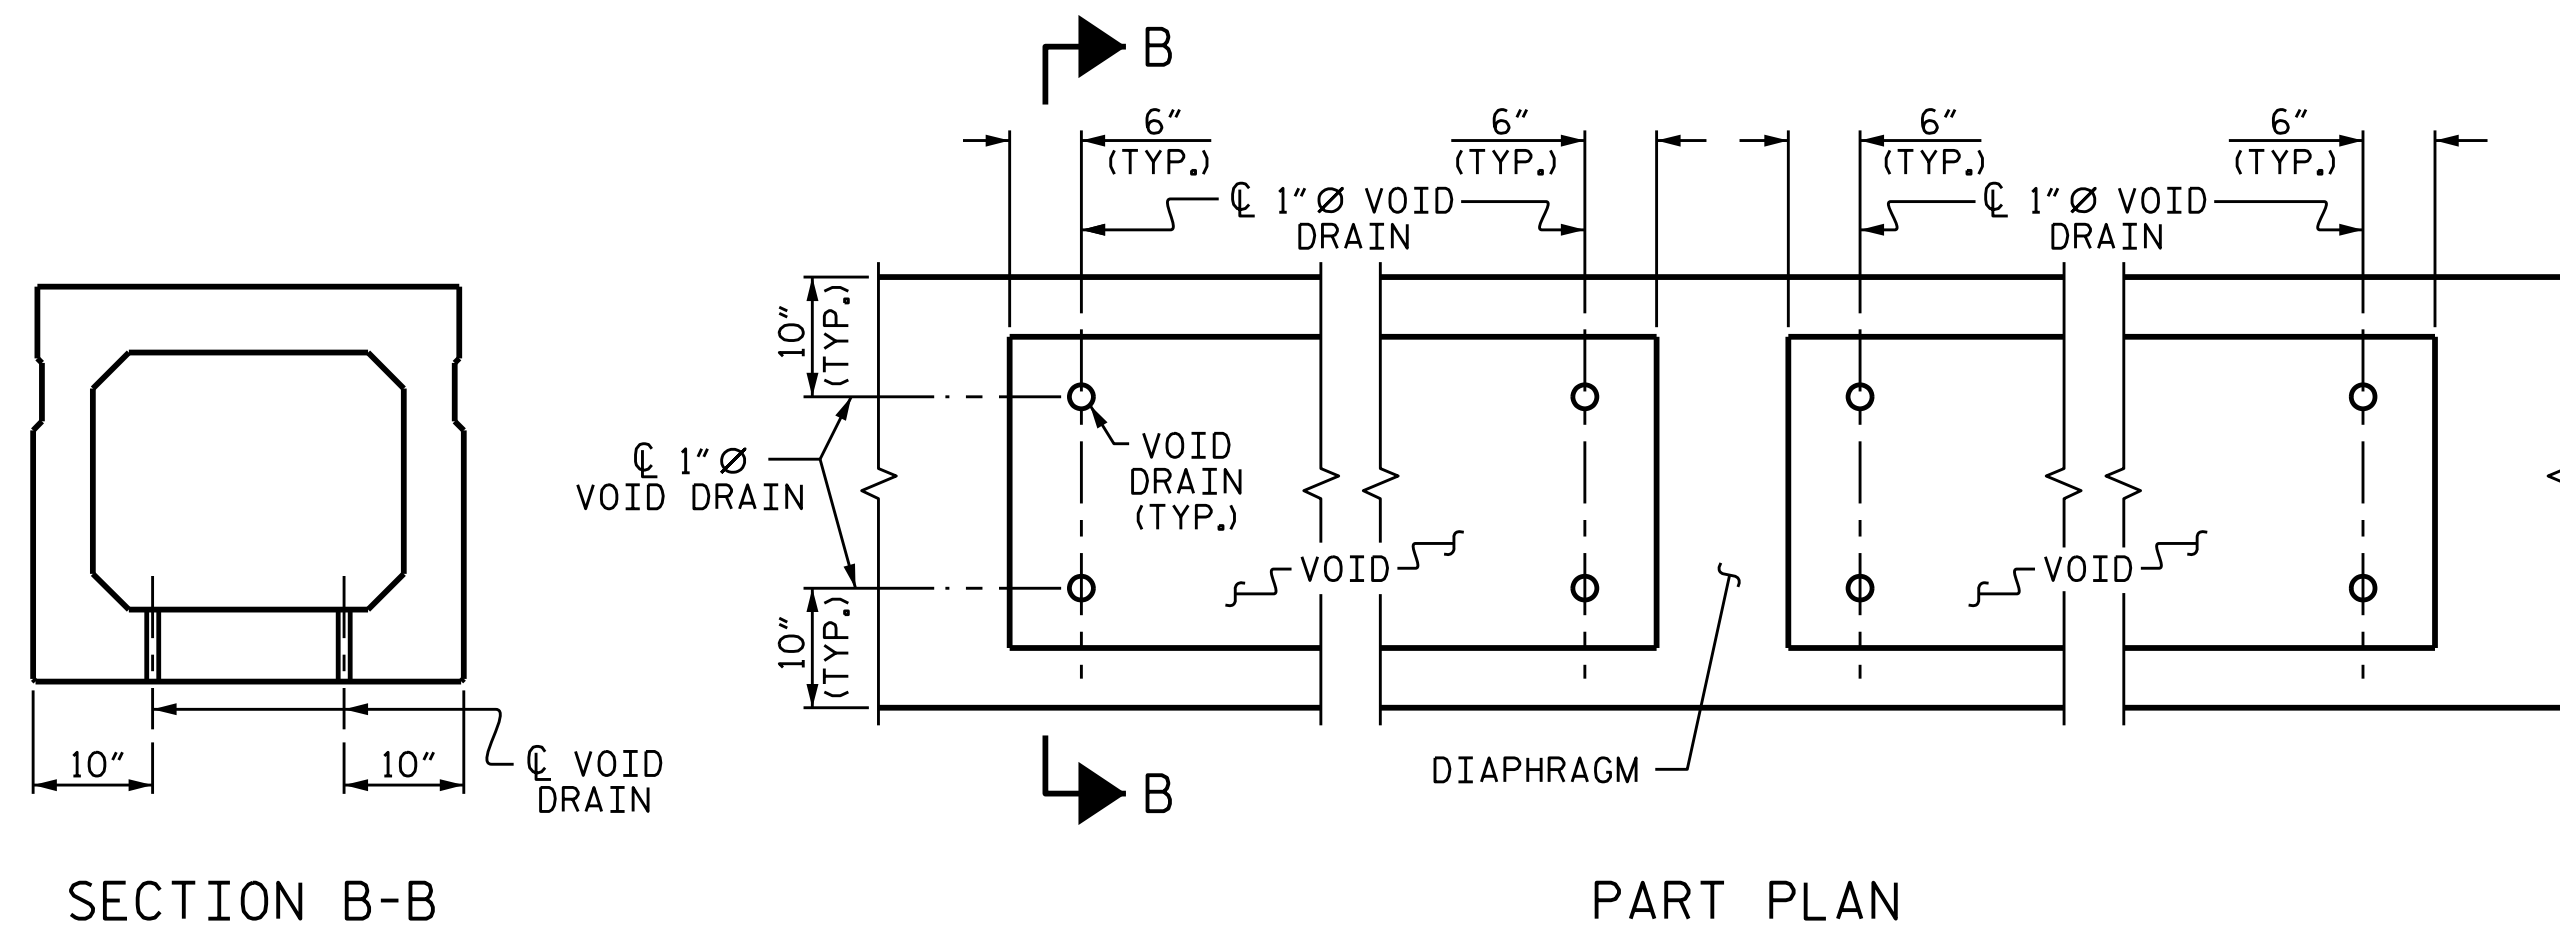 B
6″ 6″ 6″ 6″
(TYP.) (TYP.) (TYP.) (TYP.)
℄ 1″ Ø VOID
DRAIN
℄ 1″ Ø VOID
DRAIN
10″
(TYP.)
℄ 1″ Ø
VOID DRAIN
VOID
DRAIN
(TYP.)
VOID
VOID
10″
(TYP.)
10″ 10″
℄ VOID
DRAIN
DIAPHRAGM
B
SECTION B-B
PART PLAN